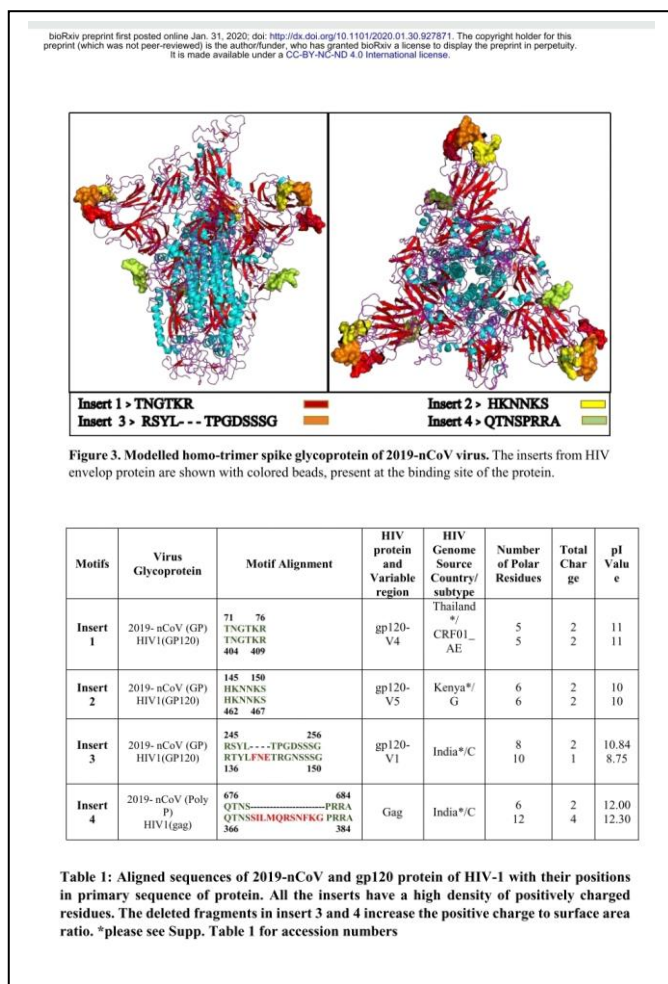 bioRxiv preprint first posted online Jan. 31, 2020; doi: http://dx.doi.org/10.1101/2020.01.30.927871. The copyright holder for this
preprint (which was not peer-reviewed) is the author/funder, who has granted bioRxiv a license to display the preprint in perpetuity.
It is made available under a CC-BY-NC-ND 4.0 International license.
Insert 1 > TNGTKR
Insert 2 > HKNNKS
Insert 3 > RSYL---TPGDSSSG
Insert 4 > QTNSPRRA
Figure 3. Modelled homo-trimer spike glycoprotein of 2019-nCoV virus. The inserts from HIV
envelop protein are shown with colored beads, present at the binding site of the protein.
Motifs
Virus
Glycoprotein
Motif Alignment
HIV
protein
and
Variable
region
HIV
Genome
Source
Country/
subtype
Number
of Polar
Residues
Total
Char
ge
pI
Valu
e
Insert
1
2019- nCoV (GP)
HIV1(GP120)
71 76
TNGTKR
TNGTKR
404 409
gp120-
V4
Thailand
*/
CRF01_
AE
5
5
2
2
11
11
Insert
2
2019- nCoV (GP)
HIV1(GP120)
145 150
HKNNKS
HKNNKS
462 467
gp120-
V5
Kenya*/
G
6
6
2
2
10
10
Insert
3
2019- nCoV (GP)
HIV1(GP120)
245 256
RSYL----TPGDSSSG
RTYLFNETRGNSSSG
136 150
gp120-
V1
India*/C
8
10
2
1
10.84
8.75
Insert
4
2019- nCoV (Poly
P)
HIV1(gag)
676 684
QTNS----------------------PRRA
QTNSSILMQRSNFKG PRRA
366 384
Gag
India*/C
6
12
2
4
12.00
12.30
Table 1: Aligned sequences of 2019-nCoV and gp120 protein of HIV-1 with their positions
in primary sequence of protein. All the inserts have a high density of positively charged
residues. The deleted fragments in insert 3 and 4 increase the positive charge to surface area
ratio. *please see Supp. Table 1 for accession numbers